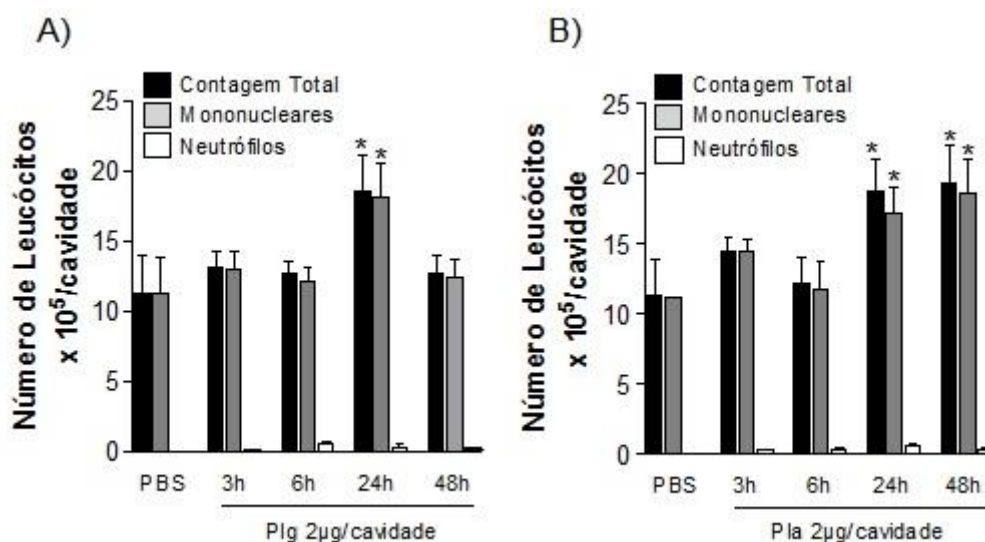 A)
Contagem Total
Mononucleares
Neutrófilos
Número de Leucócitos
x 10⁵/cavidade
25
20
15
10
5
0
* *
PBS 3h 6h 24h 48h
Plg 2µg/cavidade
B)
Contagem Total
Mononucleares
Neutrófilos
Número de Leucócitos
x 10⁵/cavidade
25
20
15
10
5
0
* * * *
PBS 3h 6h 24h 48h
Pla 2µg/cavidade